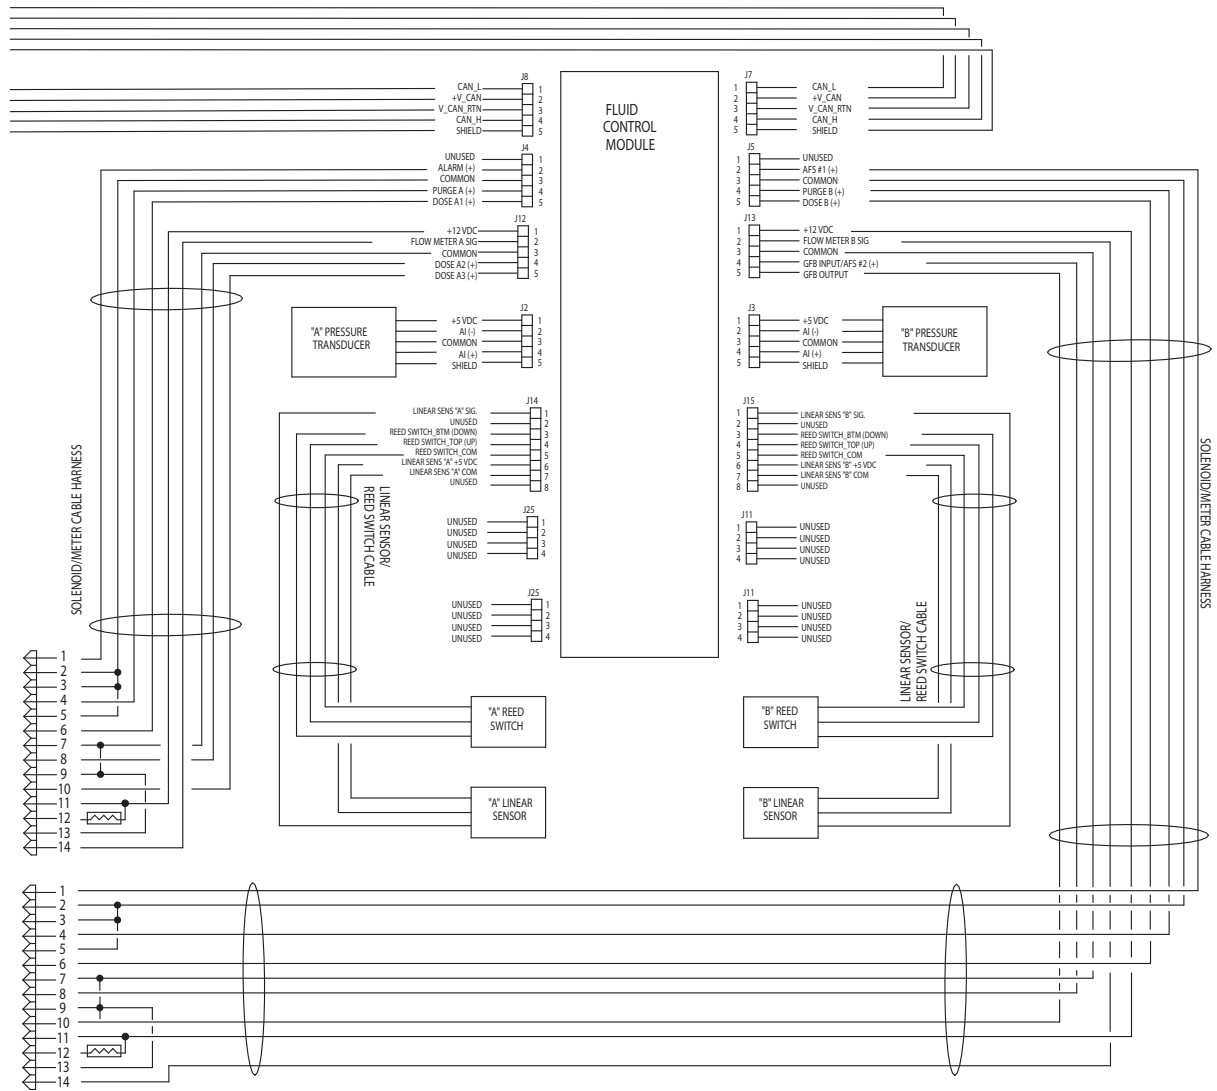 J8
CAN_L 1
+V_CAN 2
V_CAN_RTN 3
CAN_H 4
SHIELD 5
FLUID
CONTROL
MODULE
J7
1 CAN_L
2 +V_CAN
3 V_CAN_RTN
4 CAN_H
5 SHIELD
J4
UNUSED 1
ALARM (+) 2
COMMON 3
PURGE A (+) 4
DOSE A1 (+) 5
J5
1 UNUSED
2 AFS #1 (+)
3 COMMON
4 PURGE B (+)
5 DOSE B (+)
J12
+12 VDC 1
FLOW METER A SIG 2
COMMON 3
DOSE A2 (+) 4
DOSE A3 (+) 5
J13
1 +12 VDC
2 FLOW METER B SIG
3 COMMON
4 GFB INPUT/AFS #2 (+)
5 GFB OUTPUT
"A" PRESSURE
TRANSDUCER
J2
+5 VDC 1
AI (-) 2
COMMON 3
AI (+) 4
SHIELD 5
J3
1 +5 VDC
2 AI (-)
3 COMMON
4 AI (+)
5 SHIELD
"B" PRESSURE
TRANSDUCER
J14
LINEAR SENS "A" SIG. 1
UNUSED 2
REED SWITCH_BTM (DOWN) 3
REED SWITCH_TOP (UP) 4
REED SWITCH_COM 5
LINEAR SENS "A" +5 VDC 6
LINEAR SENS "A" COM 7
UNUSED 8
J15
1 LINEAR SENS "B" SIG.
2 UNUSED
3 REED SWITCH_BTM (DOWN)
4 REED SWITCH_TOP (UP)
5 REED SWITCH_COM
6 LINEAR SENS "B" +5 VDC
7 LINEAR SENS "B" COM
8 UNUSED
SOLENOID/METER CABLE HARNESS
LINEAR SENSOR/
REED SWITCH CABLE
SOLENOID/METER CABLE HARNESS
J25
UNUSED 1
UNUSED 2
UNUSED 3
UNUSED 4
J11
1 UNUSED
2 UNUSED
3 UNUSED
4 UNUSED
J25
UNUSED 1
UNUSED 2
UNUSED 3
UNUSED 4
J11
1 UNUSED
2 UNUSED
3 UNUSED
4 UNUSED
LINEAR SENSOR/
REED SWITCH CABLE
"A" REED
SWITCH
"B" REED
SWITCH
"A" LINEAR
SENSOR
"B" LINEAR
SENSOR
1
2
3
4
5
6
7
8
9
10
11
12
13
14
1
2
3
4
5
6
7
8
9
10
11
12
13
14